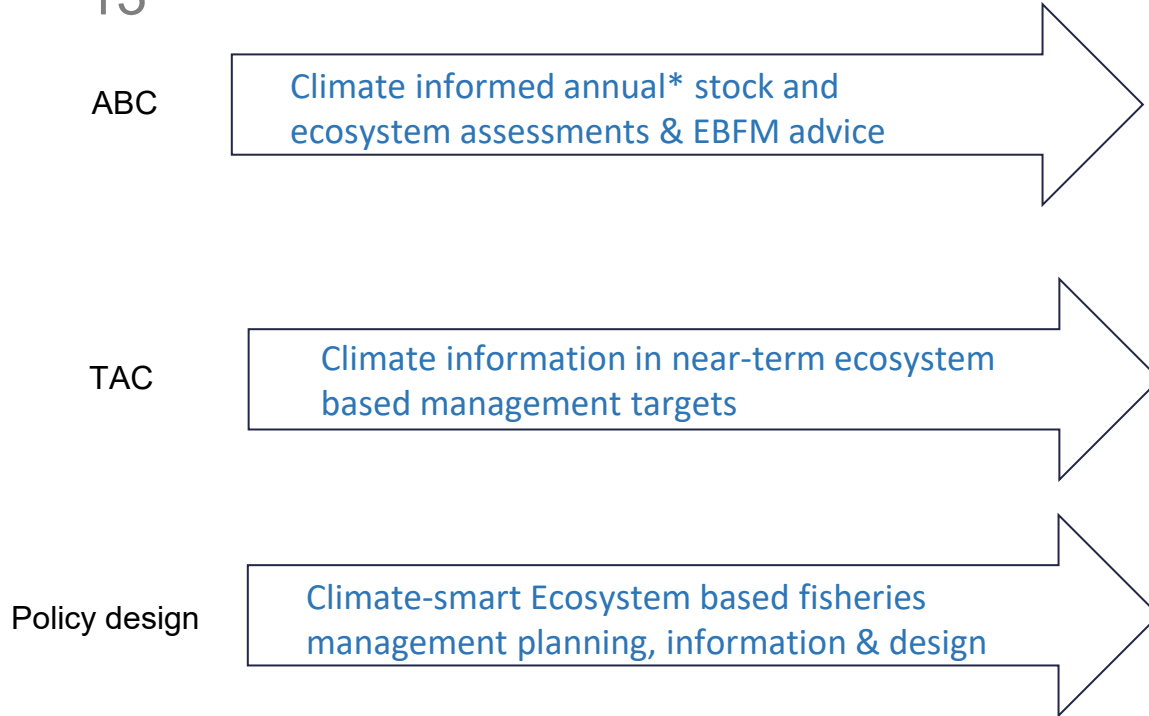 15
ABC
Climate informed annual* stock and
ecosystem assessments & EBFM advice
TAC
Climate information in near-term ecosystem
based management targets
Policy design
Climate-smart Ecosystem based fisheries
management planning, information & design